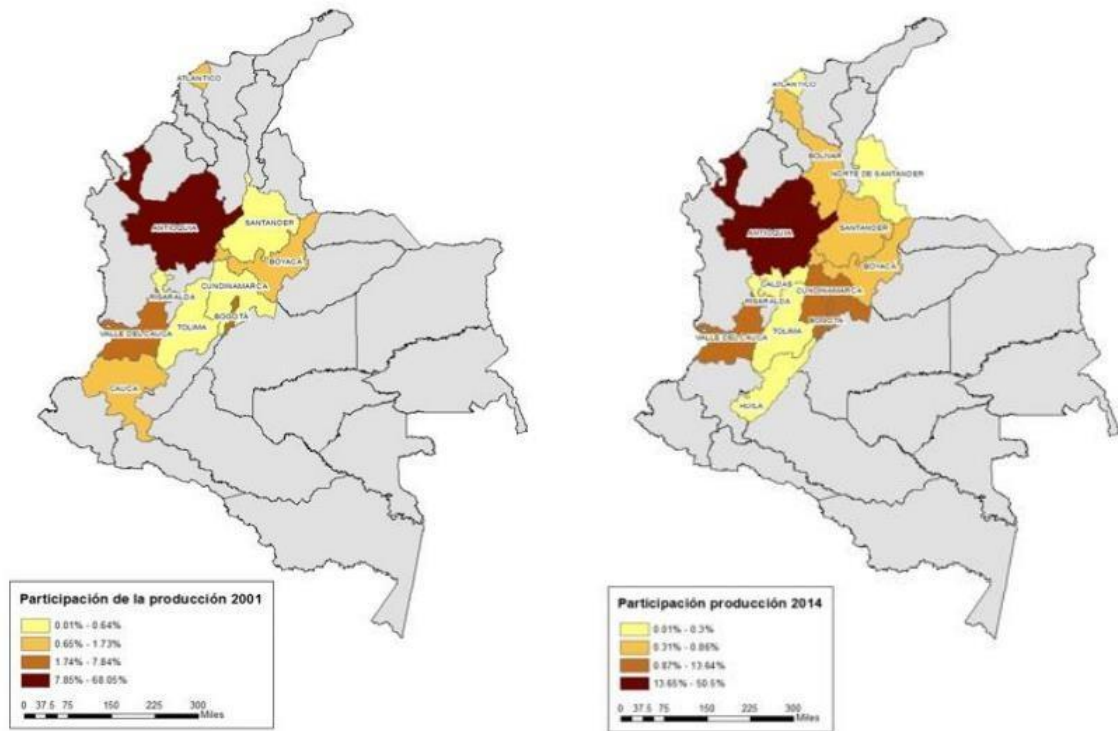 ATLANTICO
ANTIOQUIA
SANTANDER
BOYACÁ
CUNDINAMARCA
RISARALDA
BOGOTÁ
TOLIMA
VALLE DEL CAUCA
CAUCA
Participación de la producción 2001
0.01% - 0.64%
0.65% - 1.73%
1.74% - 7.84%
7.85% - 68.05%
0 37.5 75 150 225 300
Miles
ATLANTICO
BOLIVAR
NORTE DE SANTANDER
ANTIOQUIA
SANTANDER
BOYACÁ
CALDAS
CUNDINAMARCA
RISARALDA
BOGOTÁ
TOLIMA
VALLE DEL CAUCA
HUILA
Participación producción 2014
0.01% - 0.3%
0.31% - 0.86%
0.87% - 13.64%
13.65% - 50.5%
0 37.5 75 150 225 300
Miles